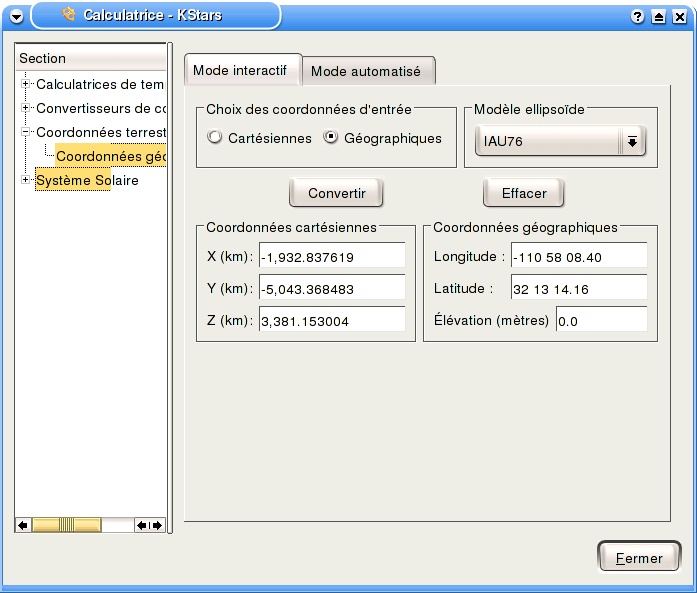 Calculatrice - KStars
Section
Calculatrices de tem
Convertisseurs de co
Coordonnées terrest
Coordonnées géo
Système Solaire
Mode interactif
Mode automatisé
Choix des coordonnées d'entrée
Cartésiennes
Géographiques
Modèle ellipsoïde
IAU76
Convertir
Effacer
Coordonnées cartésiennes
X (km): -1,932.837619
Y (km): -5,043.368483
Z (km): 3,381.153004
Coordonnées géographiques
Longitude : -110 58 08.40
Latitude : 32 13 14.16
Élévation (mètres) 0.0
Fermer